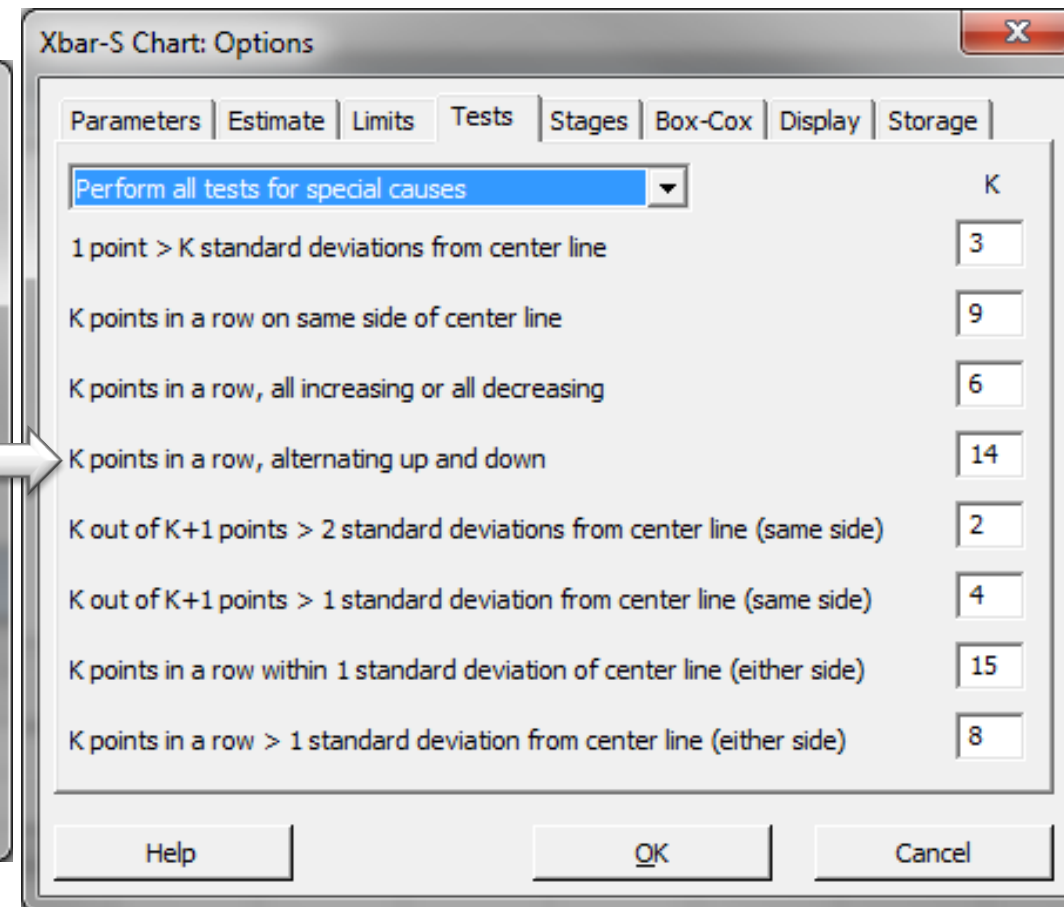 Xbar-S Chart: Options
Parameters Estimate Limits Tests Stages Box-Cox Display Storage
Perform all tests for special causes K
1 point > K standard deviations from center line 3
K points in a row on same side of center line 9
K points in a row, all increasing or all decreasing 6
K points in a row, alternating up and down 14
K out of K+1 points > 2 standard deviations from center line (same side) 2
K out of K+1 points > 1 standard deviation from center line (same side) 4
K points in a row within 1 standard deviation of center line (either side) 15
K points in a row > 1 standard deviation from center line (either side) 8
Help OK Cancel